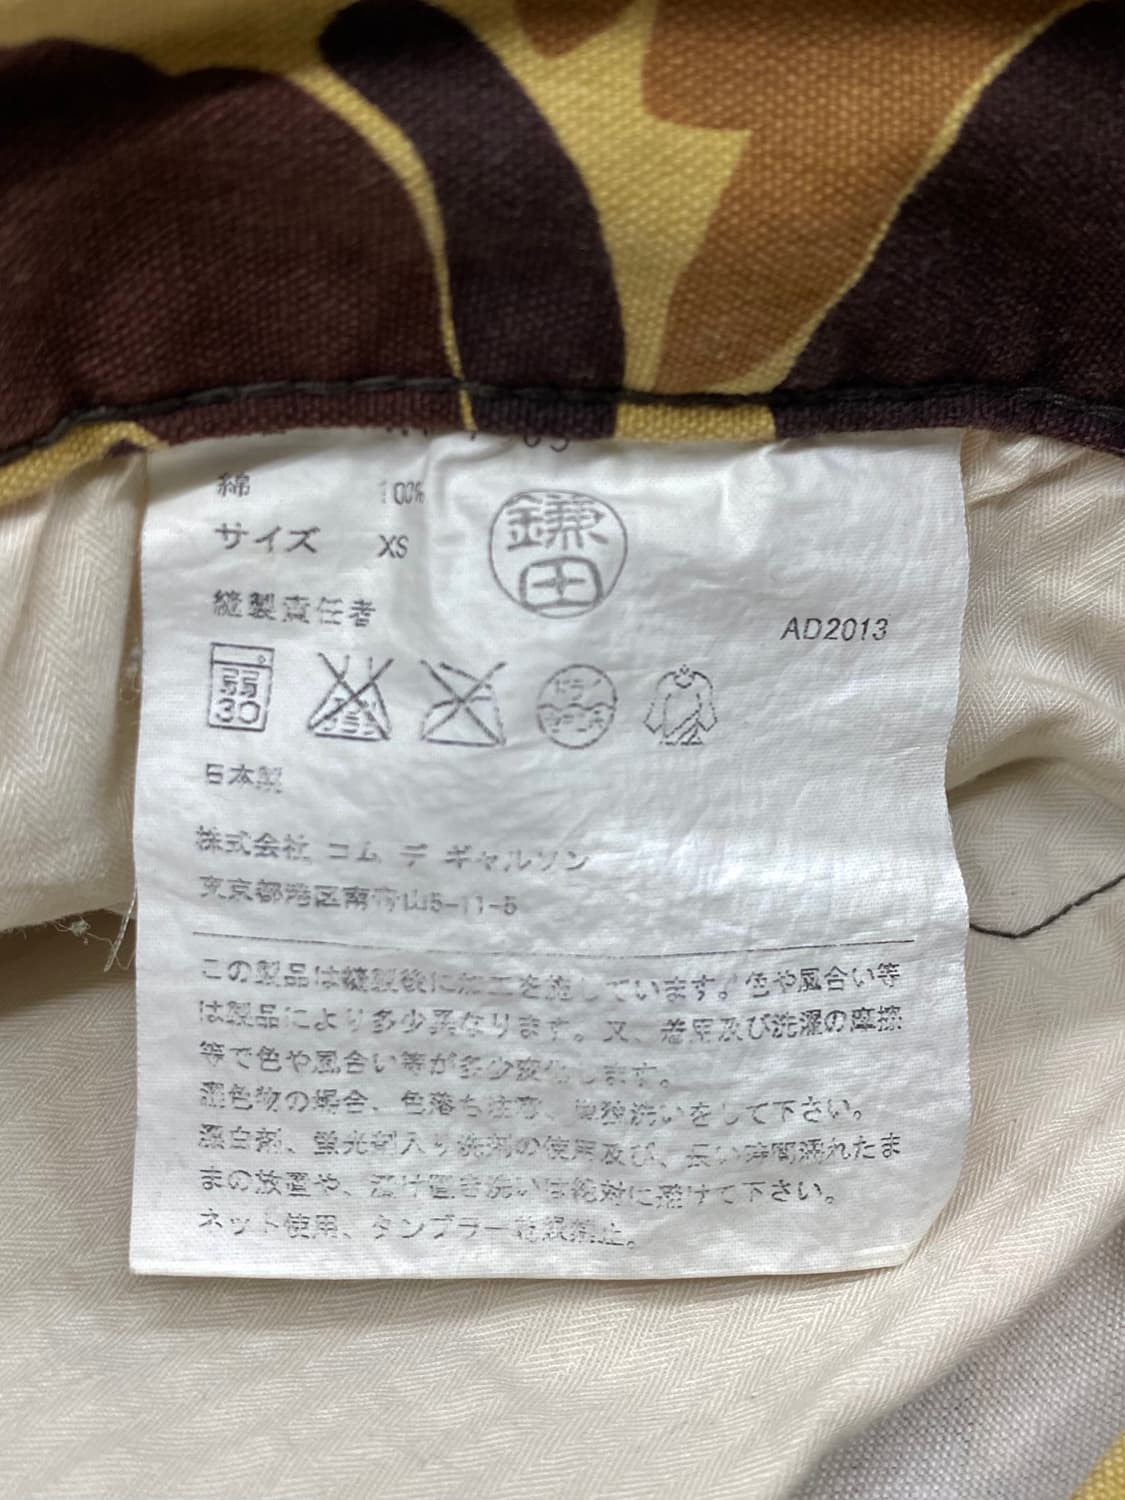 綿 100%
サイズ XS
鎌田
縫製責任者
AD2013
弱
30
ドライ
日本製
株式会社 コム デ ギャルソン
東京都港区南青山5-11-5
この製品は縫製後に加工を施しています。色や風合い等
は製品により多少異なります。又、着用及び洗濯の摩擦
等で色や風合い等が多少変化します。
濃色物の場合、色落ち注意、単独洗いをして下さい。
漂白剤、蛍光剤入り洗剤の使用及び、長い時間濡れたま
まの放置や、漬け置き洗いは絶対に避けて下さい。
ネット使用、タンブラー乾燥禁止。